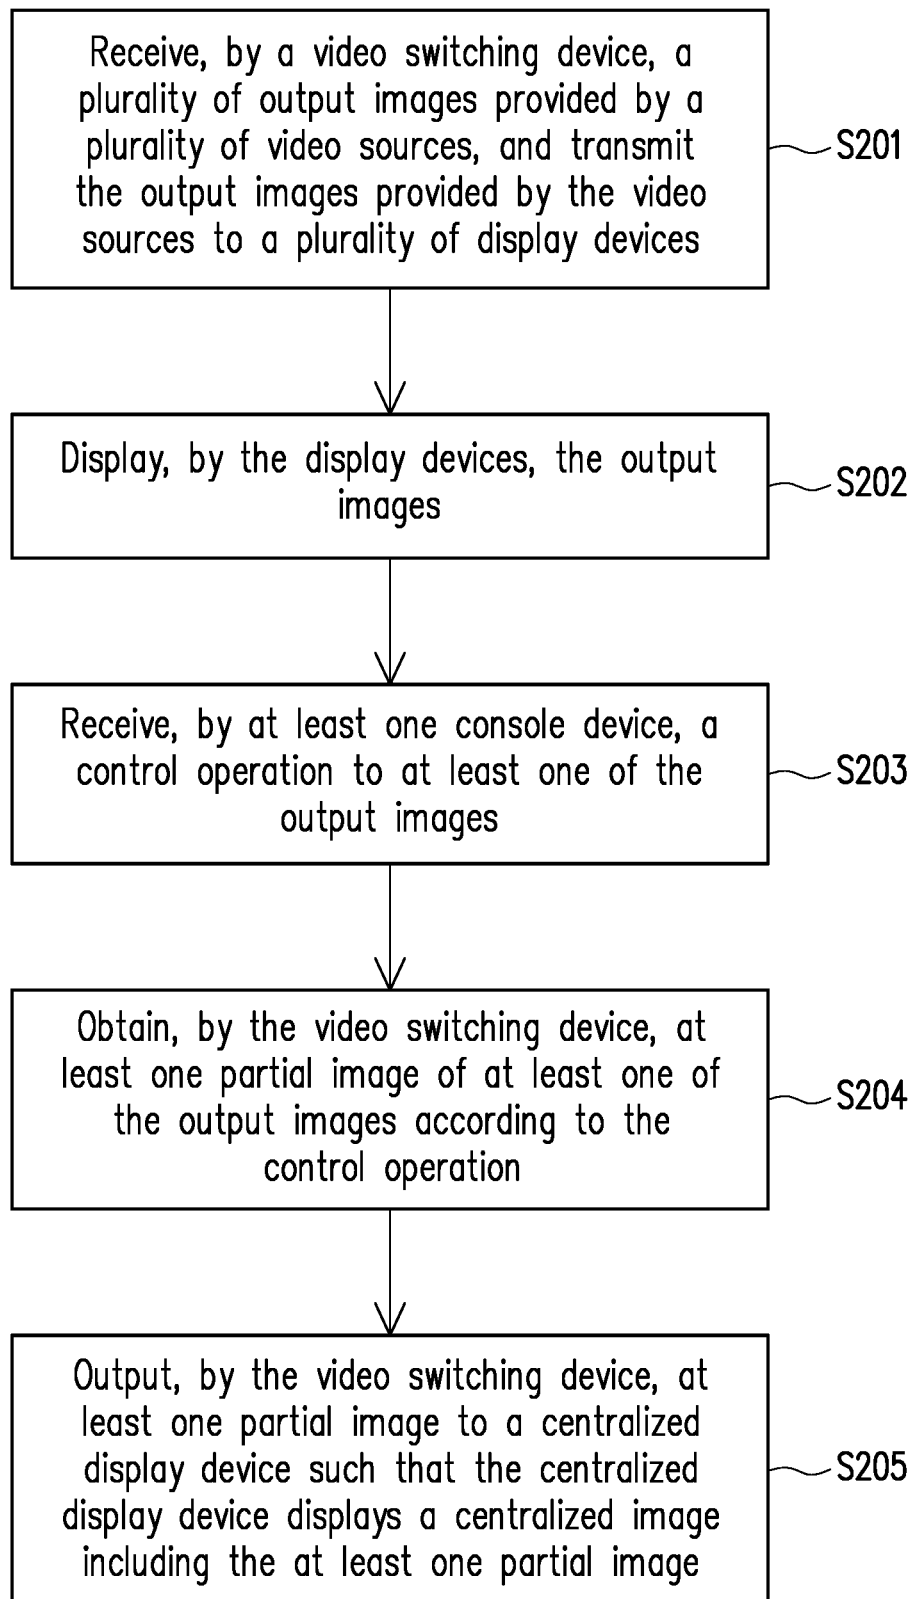 Receive, by a video switching device, a
plurality of output images provided by a
plurality of video sources, and transmit
the output images provided by the video
sources to a plurality of display devices
S201
Display, by the display devices, the output
images
S202
Receive, by at least one console device, a
control operation to at least one of the
output images
S203
Obtain, by the video switching device, at
least one partial image of at least one of
the output images according to the
control operation
S204
Output, by the video switching device, at
least one partial image to a centralized
display device such that the centralized
display device displays a centralized image
including the at least one partial image
S205